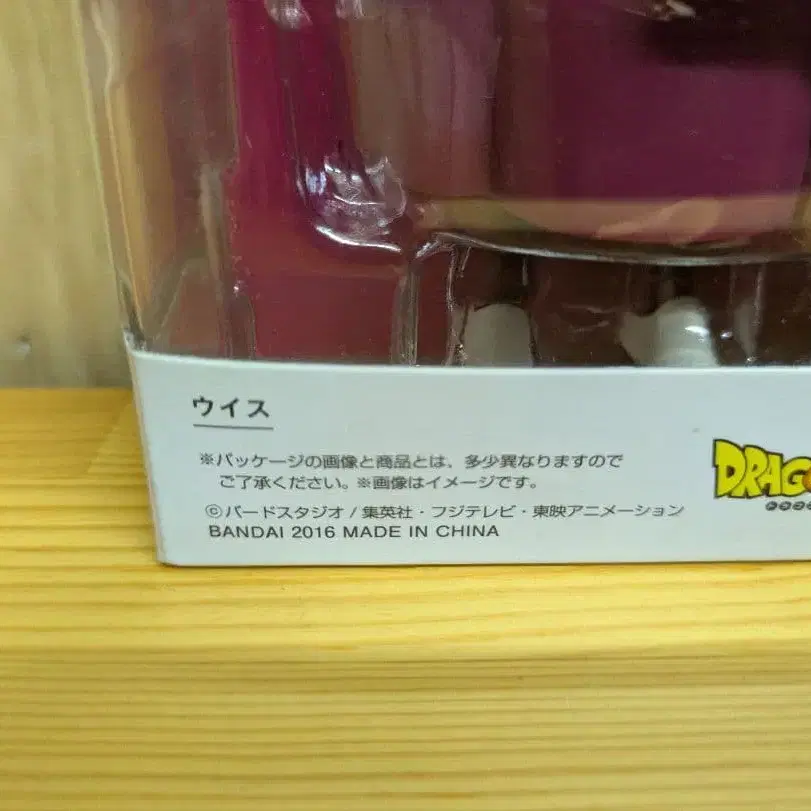 ウイス
※パッケージの画像と商品とは、多少異なりますので
ご了承ください。※画像はイメージです。
©バードスタジオ / 集英社・フジテレビ・東映アニメーション
BANDAI 2016 MADE IN CHINA
DRAG